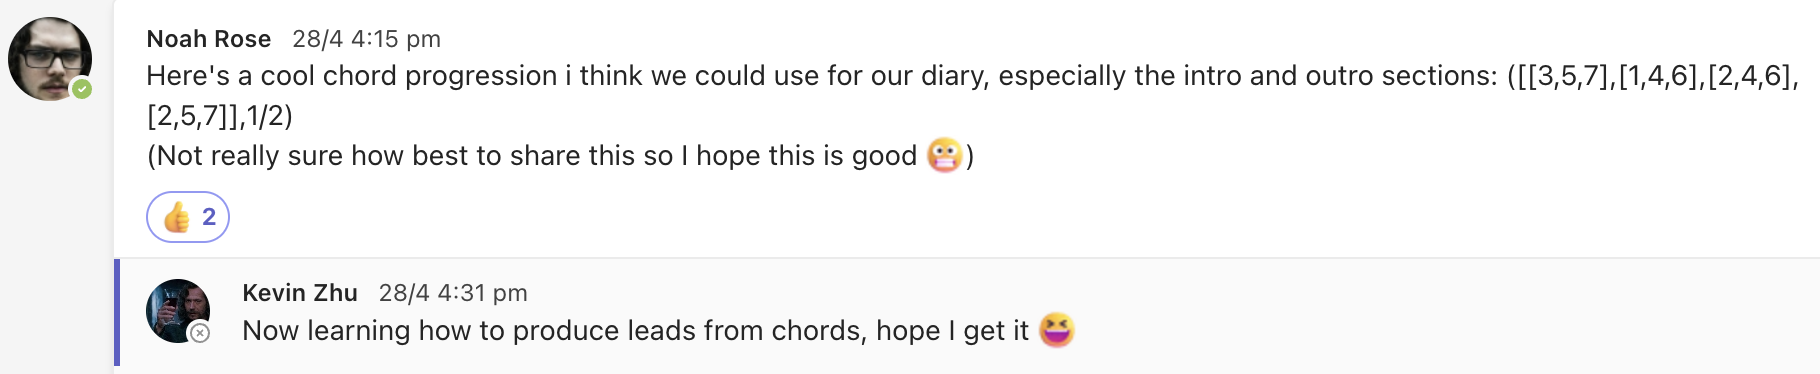 Noah Rose 28/4 4:15 pm
Here's a cool chord progression i think we could use for our diary, especially the intro and outro sections: ([[3,5,7],[1,4,6],[2,4,6],
[2,5,7]],1/2)
(Not really sure how best to share this so I hope this is good 😬)
👍 2
Kevin Zhu 28/4 4:31 pm
Now learning how to produce leads from chords, hope I get it 😆